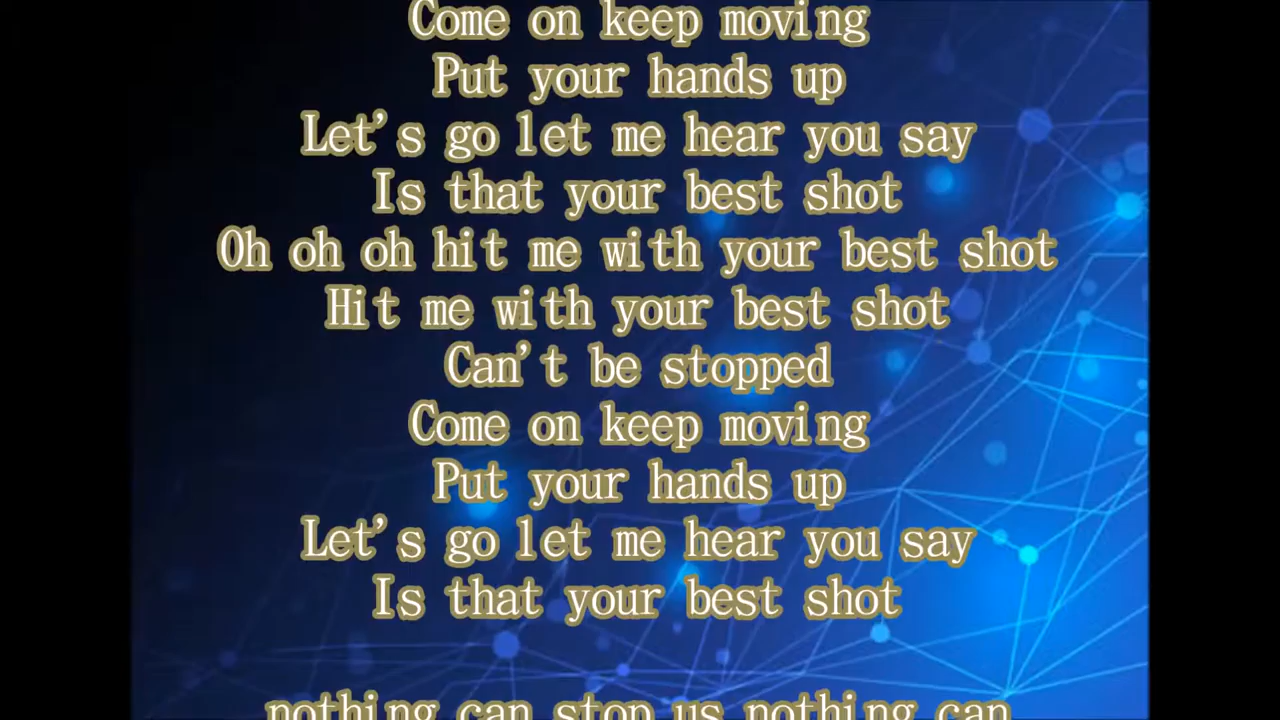 Come on keep moving
Put your hands up
Let's go let me hear you say
Is that your best shot
Oh oh oh hit me with your best shot
Hit me with your best shot
Can't be stopped
Come on keep moving
Put your hands up
Let's go let me hear you say
Is that your best shot
nothing can stop us nothing can